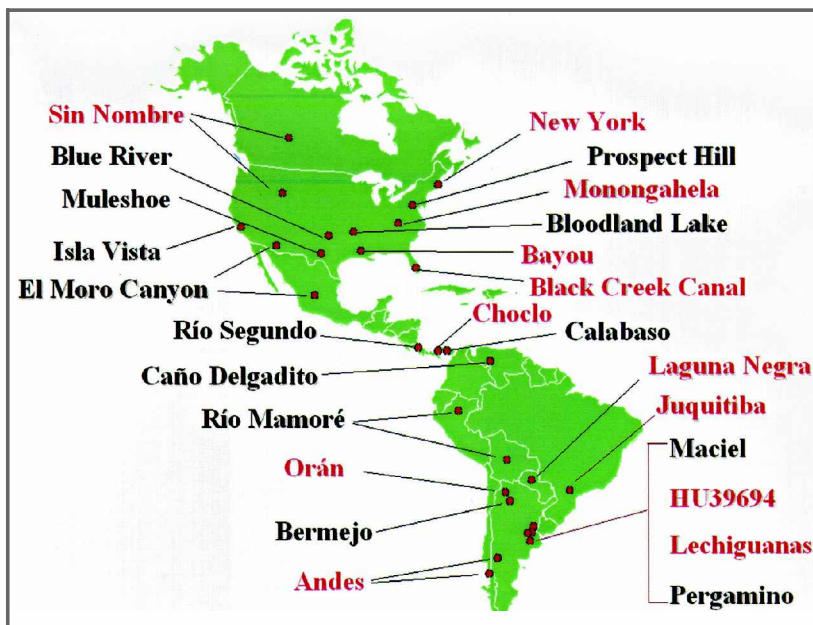 Sin Nombre
New York
Blue River
Prospect Hill
Muleshoe
Monongahela
Bloodland Lake
Isla Vista
Bayou
El Moro Canyon
Black Creek Canal
Choclo
Río Segundo
Calabaso
Caño Delgadito
Laguna Negra
Río Mamoré
Juquitiba
Maciel
Orán
HU39694
Bermejo
Lechiguanas
Andes
Pergamino